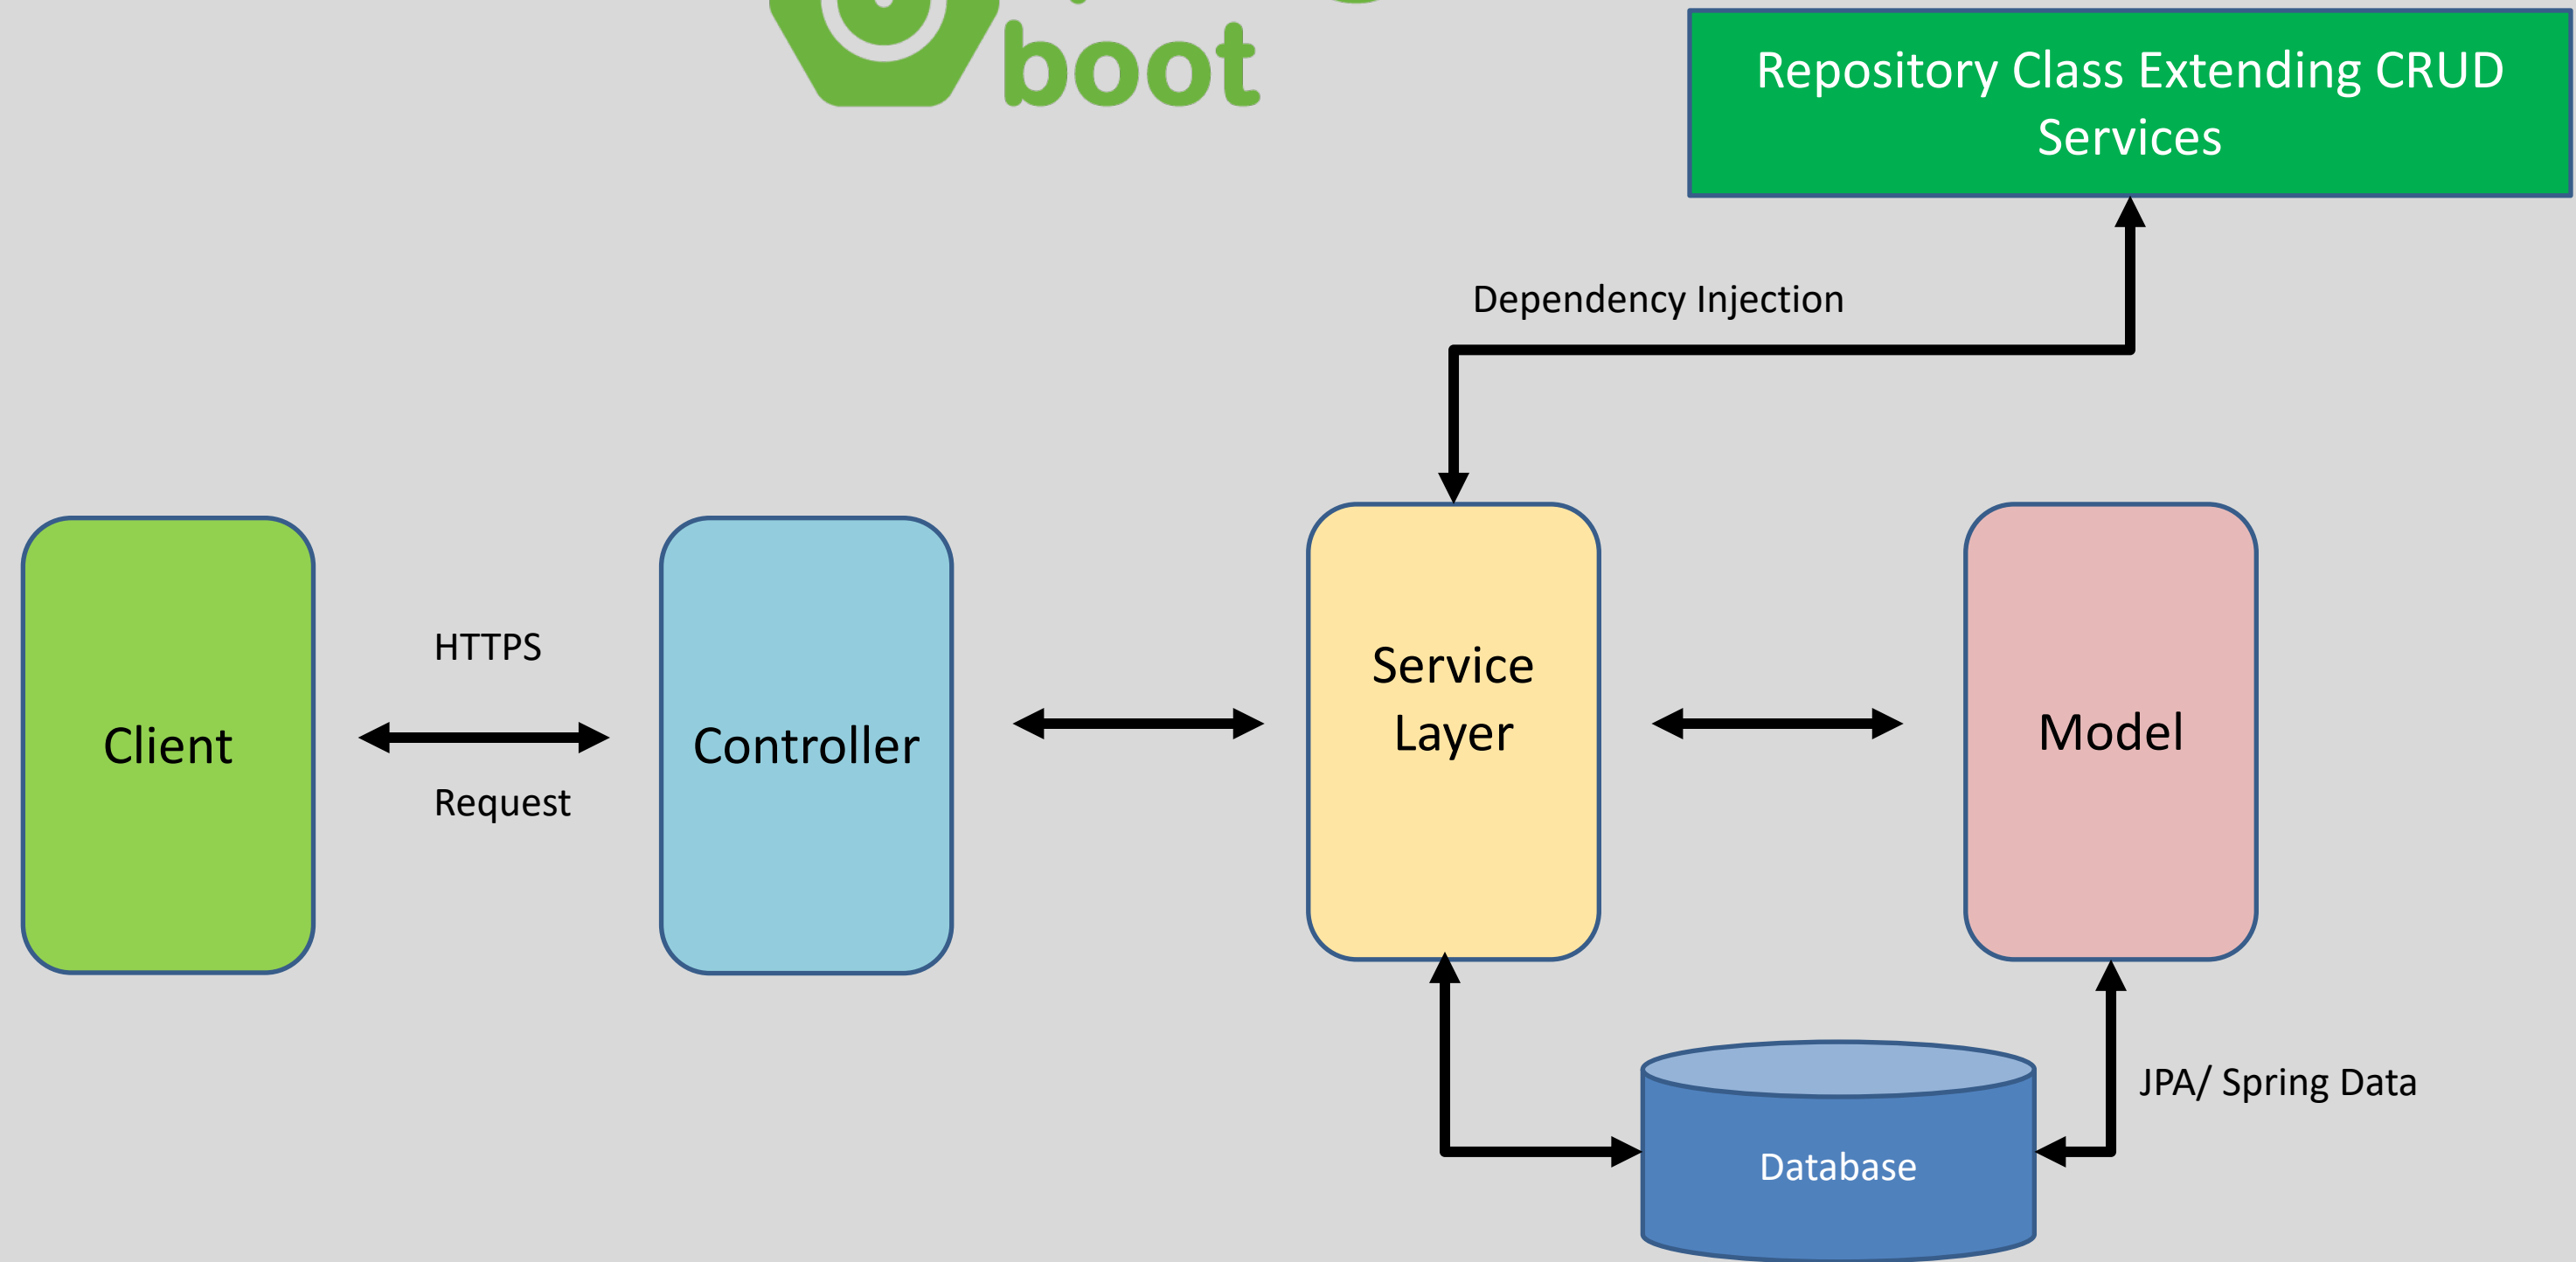 boot
Repository Class Extending CRUD
Services
Dependency Injection
HTTPS
Request
Client
Controller
Service
Layer
Model
JPA/ Spring Data
Database